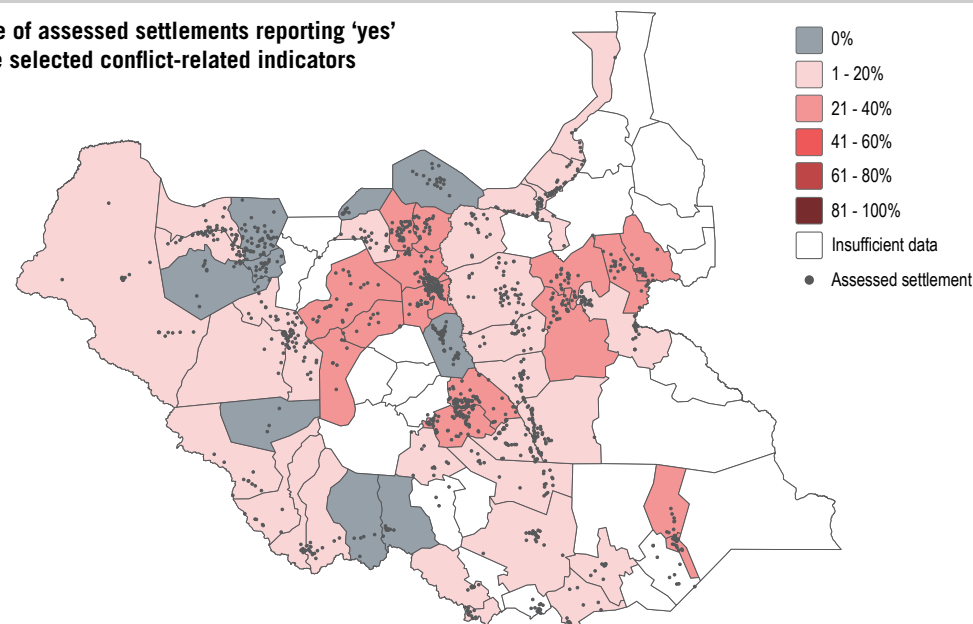 of assessed settlements reporting ‘yes’
selected conflict-related indicators
0%
1 - 20%
21 - 40%
41 - 60%
61 - 80%
81 - 100%
Insufficient data
Assessed settlement